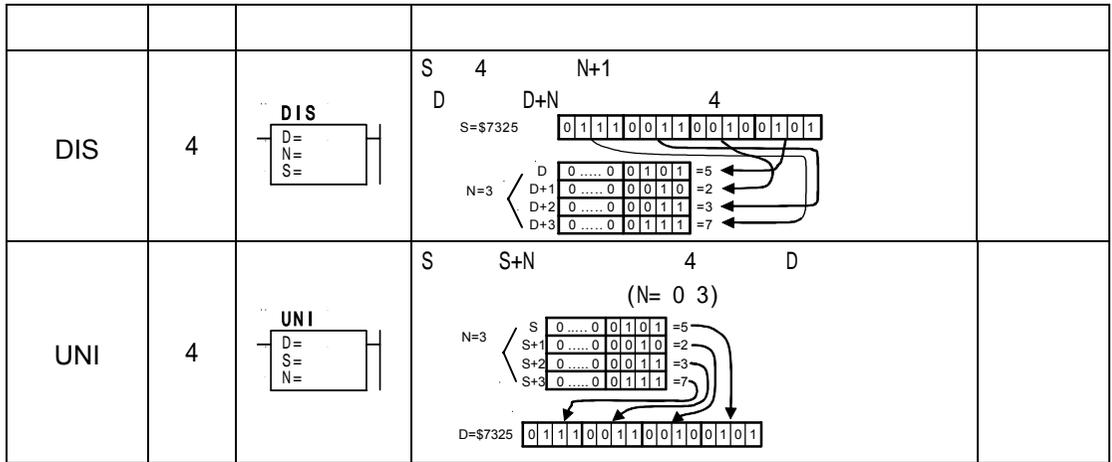 DIS
4
DIS
D=
N=
S=
S 4 N+1
D D+N 4
S=$7325 0 1 1 1 0 0 1 1 0 0 1 0 0 1 0 1
N=3
D 0 ..... 0 0 1 0 1 =5
D+1 0 ..... 0 0 0 1 0 =2
D+2 0 ..... 0 0 0 1 1 =3
D+3 0 ..... 0 0 1 1 1 =7
UNI
4
UNI
D=
S=
N=
S S+N 4 D
(N= 0 3)
N=3
S 0 ..... 0 0 1 0 1 =5
S+1 0 ..... 0 0 0 1 0 =2
S+2 0 ..... 0 0 0 1 1 =3
S+3 0 ..... 0 0 1 1 1 =7
D=$7325 0 1 1 1 0 0 1 1 0 0 1 0 0 1 0 1